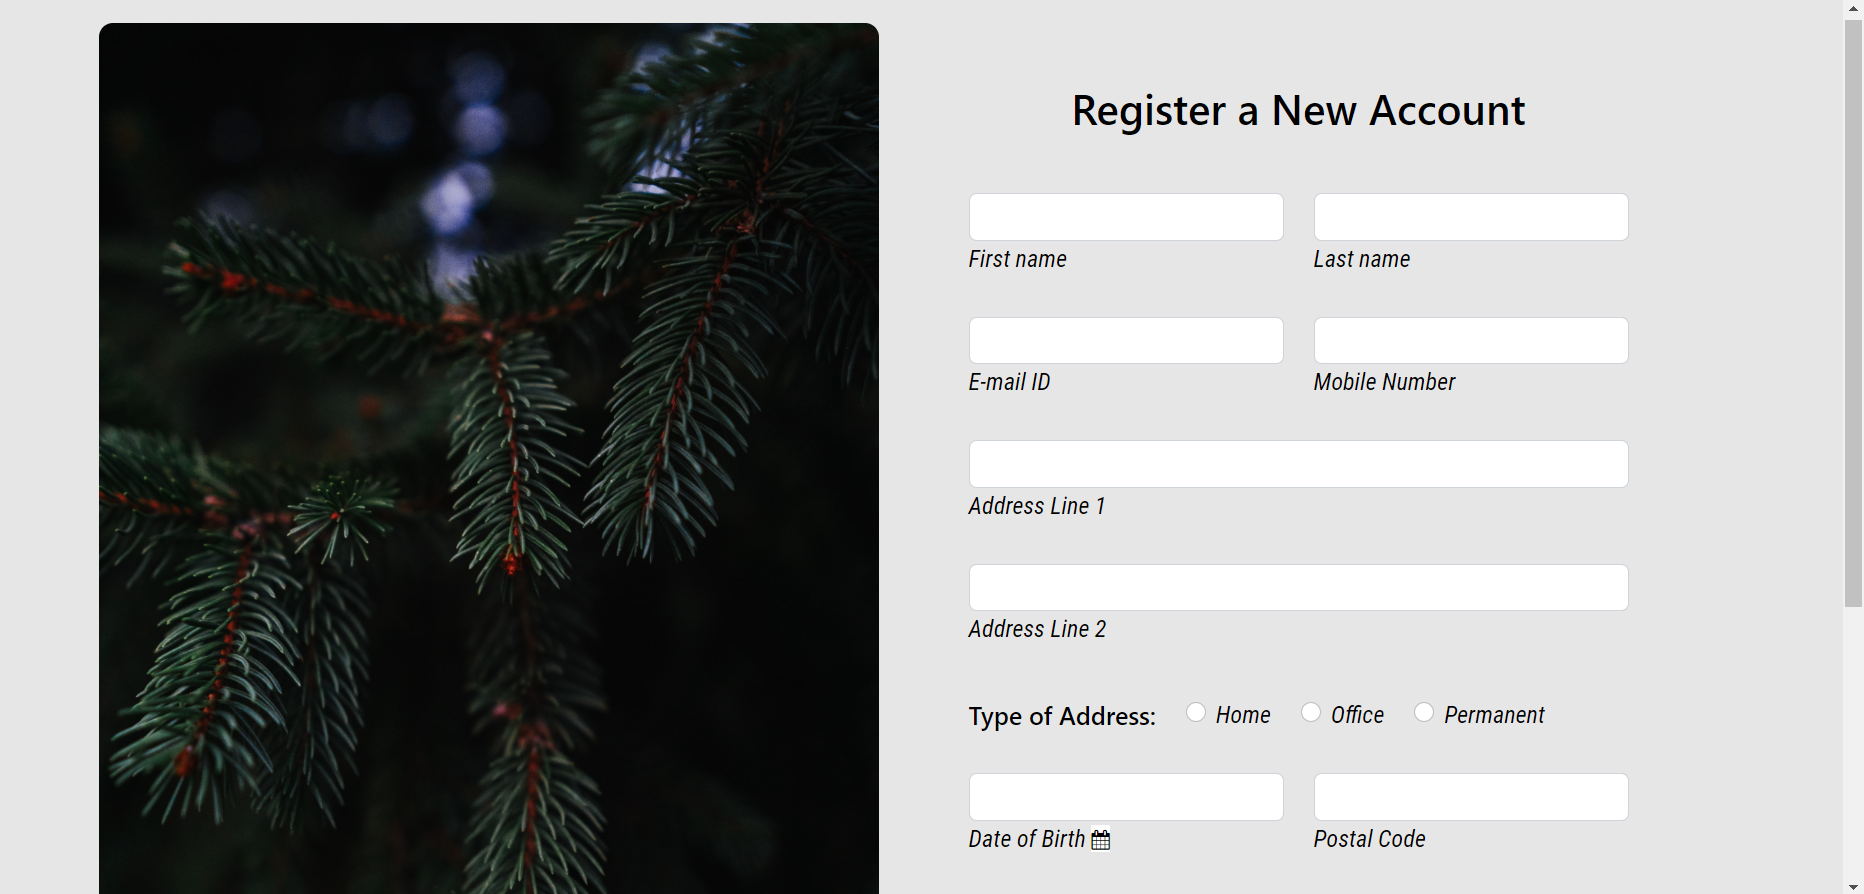 Register a New Account
First name
Last name
E-mail ID
Mobile Number
Address Line 1
Address Line 2
Type of Address: Home Office Permanent
Date of Birth
Postal Code